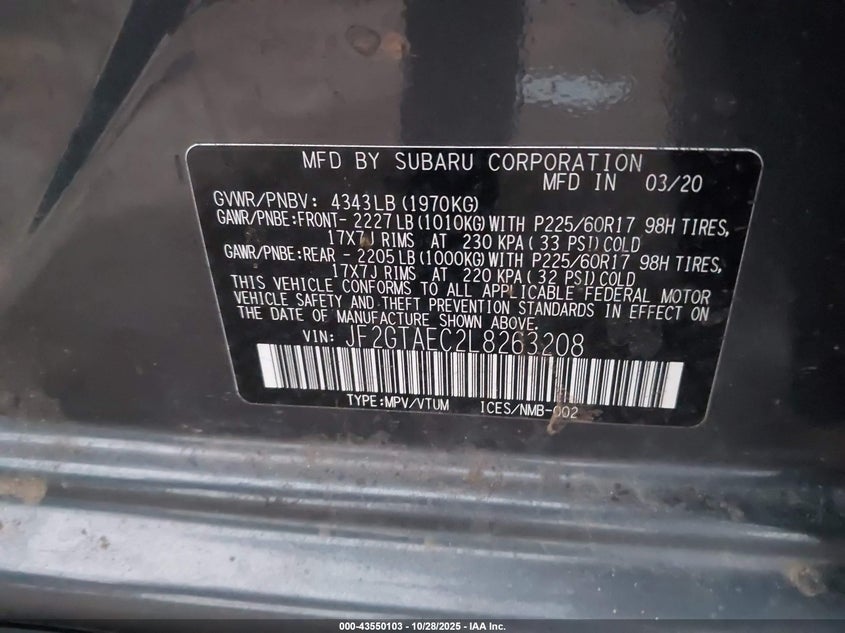 MFD BY SUBARU CORPORATION
MFD IN 03/20
GVWR/PNBV: 4343LB (1970KG)
GAWR/PNBE:FRONT- 2227LB (1010KG) WITH P225/60R17 98H TIRES,
17X7J RIMS AT 230 KPA ( 33 PSI) COLD
GAWR/PNBE:REAR - 2205LB (1000KG) WITH P225/60R17 98H TIRES,
17X7J RIMS AT 220 KPA ( 32 PSI) COLD
THIS VEHICLE CONFORMS TO ALL APPLICABLE FEDERAL MOTOR
VEHICLE SAFETY AND THEFT PREVENTION STANDARDS IN EFFECT ON
THE DATE OF MANUFACTURE SHOWN ABOVE.
VIN: JF2GTAEC2L8263208
TYPE:MPV/VTUM ICES/NMB-002
000-43550103 - 10/28/2025 - IAA Inc.